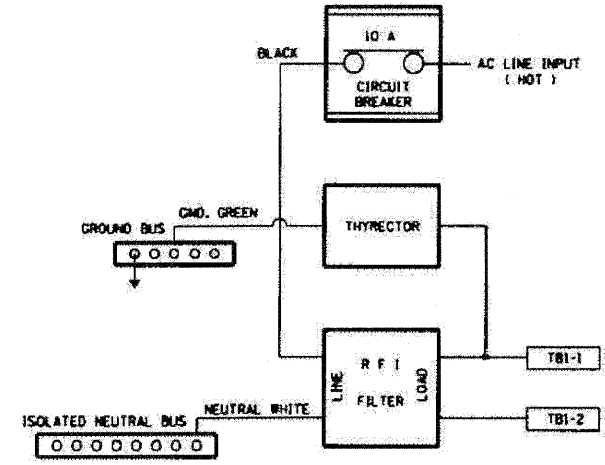 10 A
BLACK
AC LINE INPUT
( HOT )
CIRCUIT
BREAKER
GND. GREEN
GROUND BUS
THYRECTOR
LINE
R F I
FILTER
LOAD
TB1-1
NEUTRAL WHITE
TB1-2
ISOLATED NEUTRAL BUS